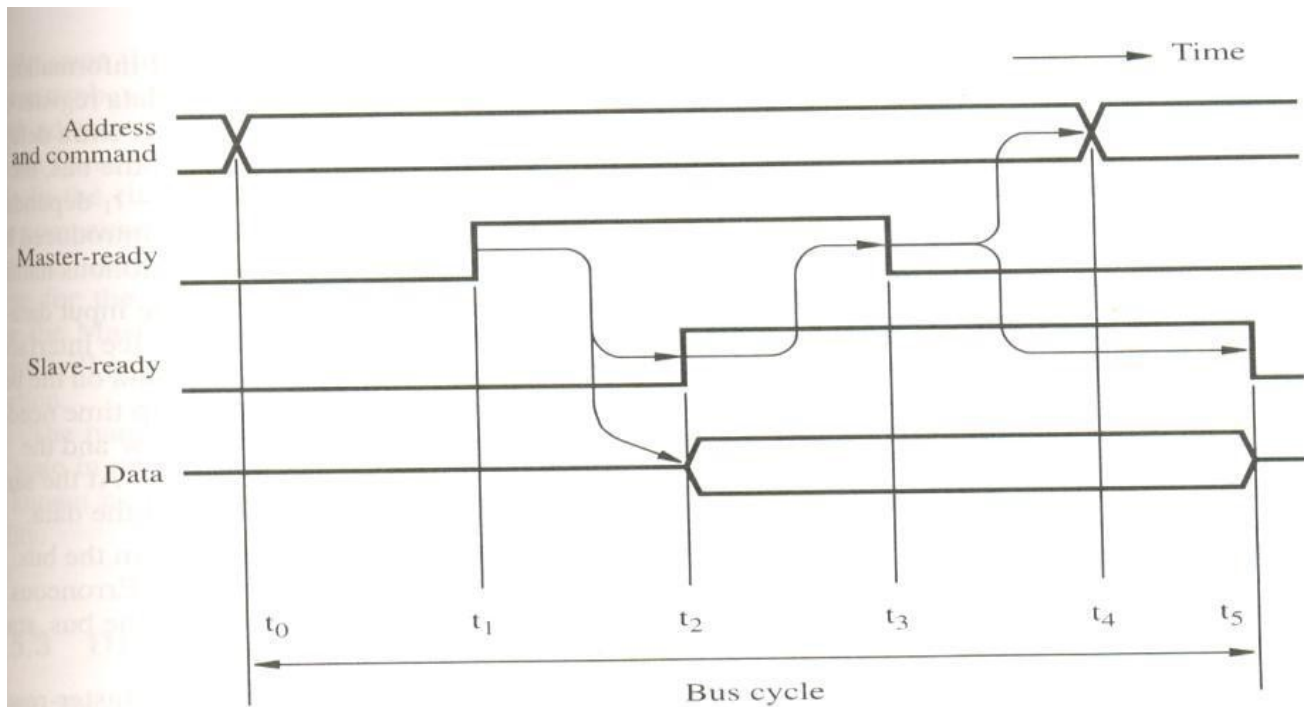 Time
Address
and command
Master-ready
Slave-ready
Data
t₀ t₁ t₂ t₃ t₄ t₅
Bus cycle